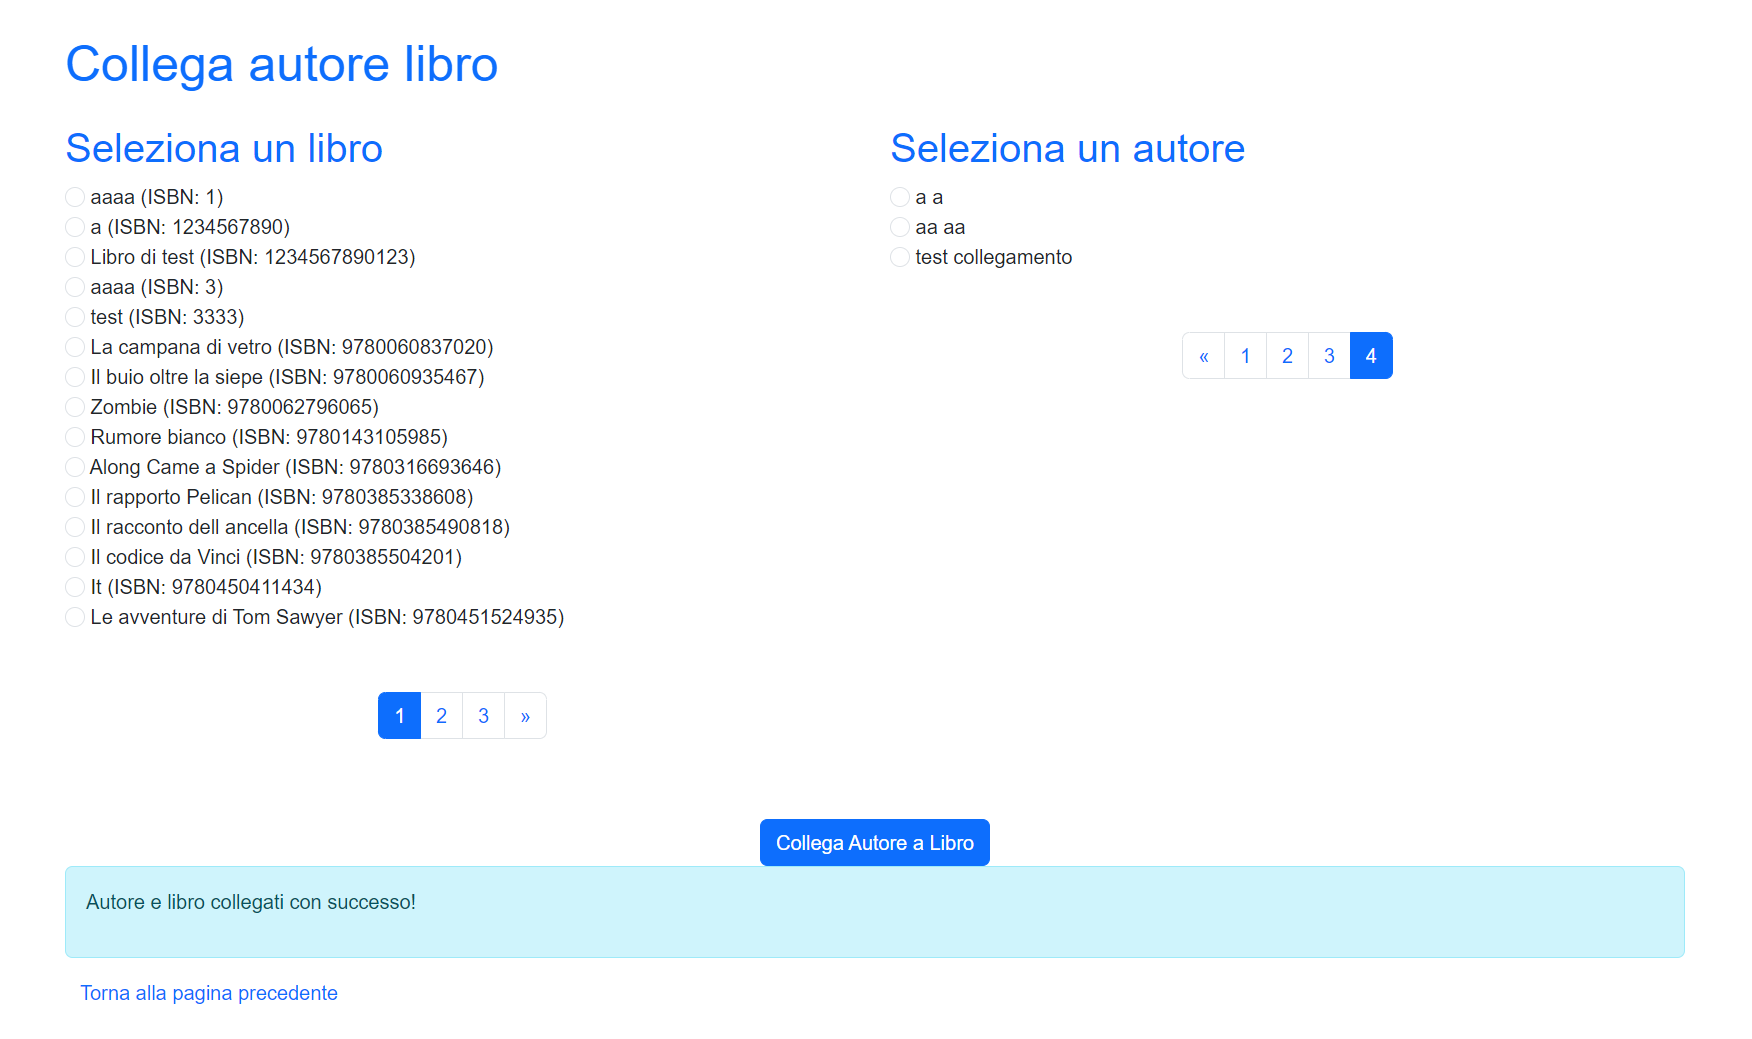 Collega autore libro
Seleziona un libro
aaaa (ISBN: 1)
a (ISBN: 1234567890)
Libro di test (ISBN: 1234567890123)
aaaa (ISBN: 3)
test (ISBN: 3333)
La campana di vetro (ISBN: 9780060837020)
Il buio oltre la siepe (ISBN: 9780060935467)
Zombie (ISBN: 9780062796065)
Rumore bianco (ISBN: 9780143105985)
Along Came a Spider (ISBN: 9780316693646)
Il rapporto Pelican (ISBN: 9780385338608)
Il racconto dell ancella (ISBN: 9780385490818)
Il codice da Vinci (ISBN: 9780385504201)
It (ISBN: 9780450411434)
Le avventure di Tom Sawyer (ISBN: 9780451524935)
1 2 3 »
Seleziona un autore
a a
aa aa
test collegamento
« 1 2 3 4
Collega Autore a Libro
Autore e libro collegati con successo!
Torna alla pagina precedente